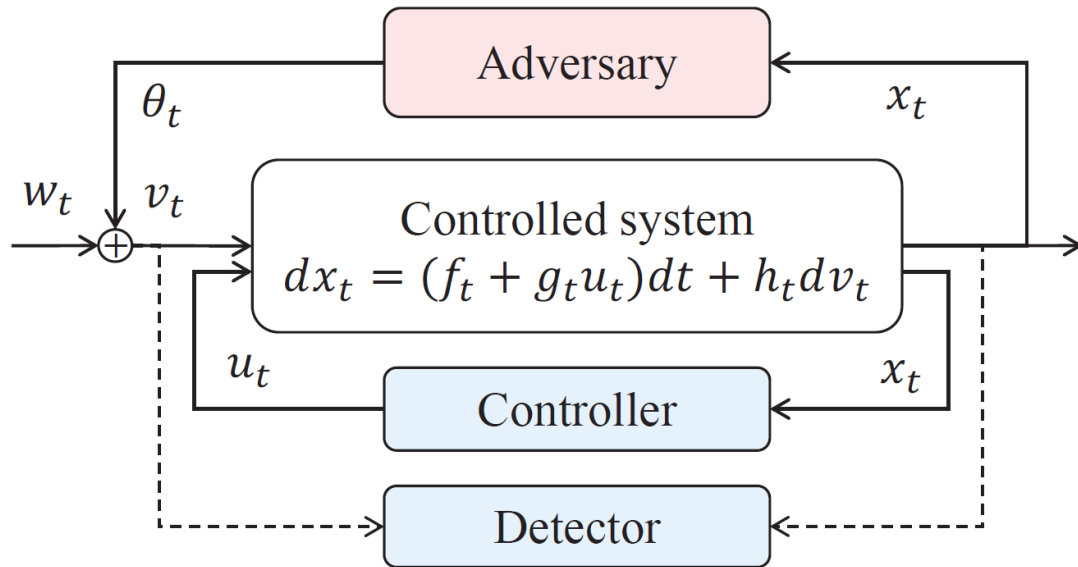 Adversary
θ_t
x_t
w_t
v_t
+
Controlled system
dx_t = (f_t + g_t u_t)dt + h_t dv_t
u_t
x_t
Controller
Detector